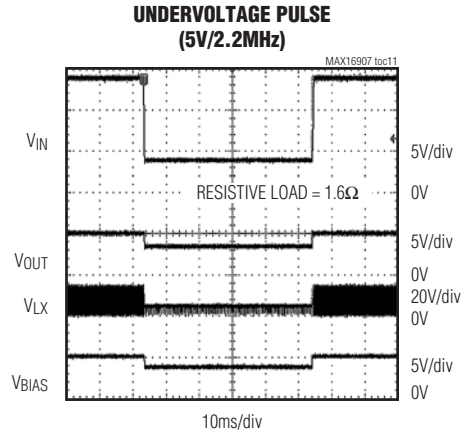 UNDERVOLTAGE PULSE
(5V/2.2MHz)
MAX16907 toc11
VIN
5V/div
RESISTIVE LOAD = 1.6Ω
0V
5V/div
VOUT
0V
20V/div
VLX
0V
5V/div
VBIAS
0V
10ms/div